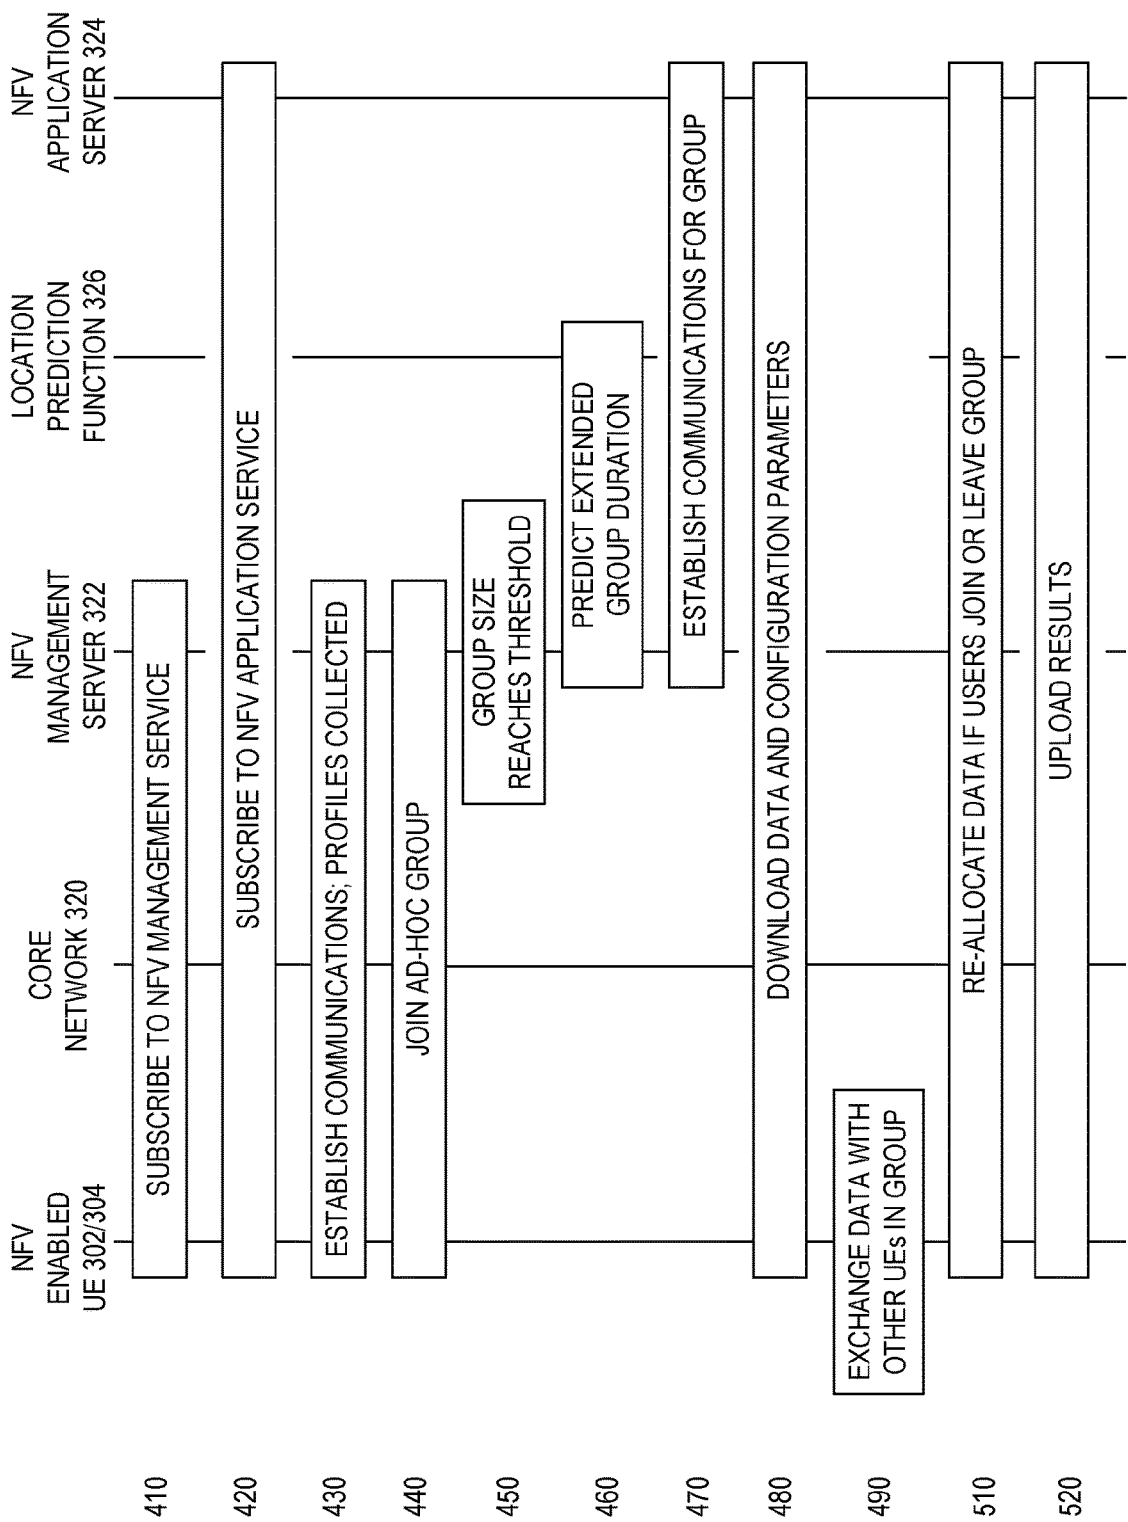 NFV
ENABLED
UE 302/304
CORE
NETWORK 320
NFV
MANAGEMENT
SERVER 322
LOCATION
PREDICTION
FUNCTION 326
NFV
APPLICATION
SERVER 324
410
SUBSCRIBE TO NFV MANAGEMENT SERVICE
420
SUBSCRIBE TO NFV APPLICATION SERVICE
430
ESTABLISH COMMUNICATIONS; PROFILES COLLECTED
440
JOIN AD-HOC GROUP
450
GROUP SIZE
REACHES THRESHOLD
460
PREDICT EXTENDED
GROUP DURATION
470
ESTABLISH COMMUNICATIONS FOR GROUP
480
DOWNLOAD DATA AND CONFIGURATION PARAMETERS
490
EXCHANGE DATA WITH
OTHER UEs IN GROUP
510
RE-ALLOCATE DATA IF USERS JOIN OR LEAVE GROUP
520
UPLOAD RESULTS